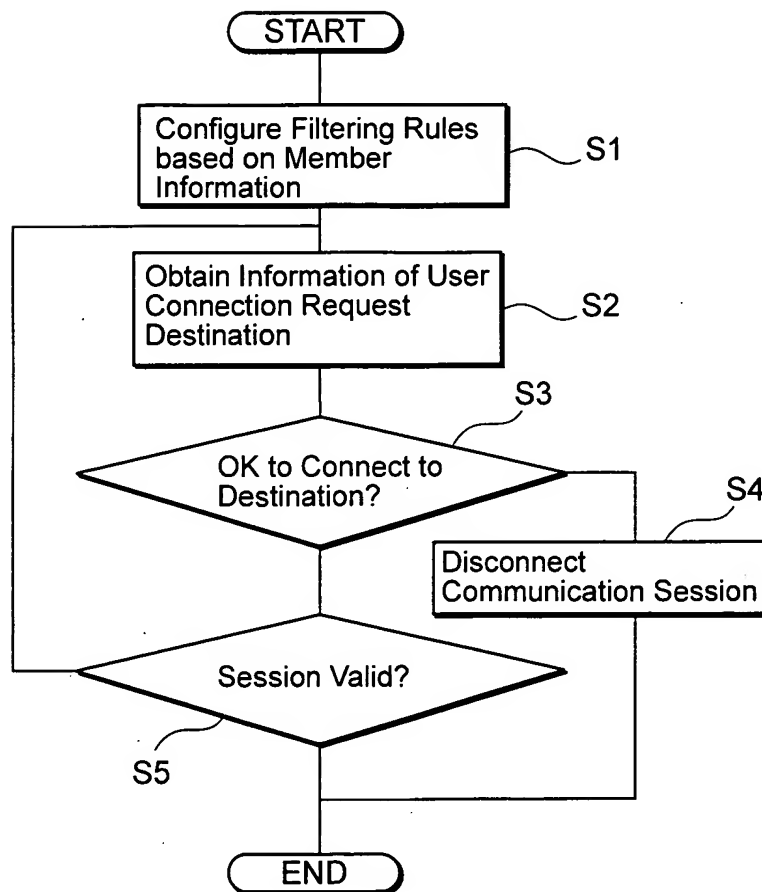 START
Configure Filtering Rules
based on Member
Information
S1
Obtain Information of User
Connection Request
Destination
S2
S3
OK to Connect to
Destination?
S4
Disconnect
Communication Session
Session Valid?
S5
END